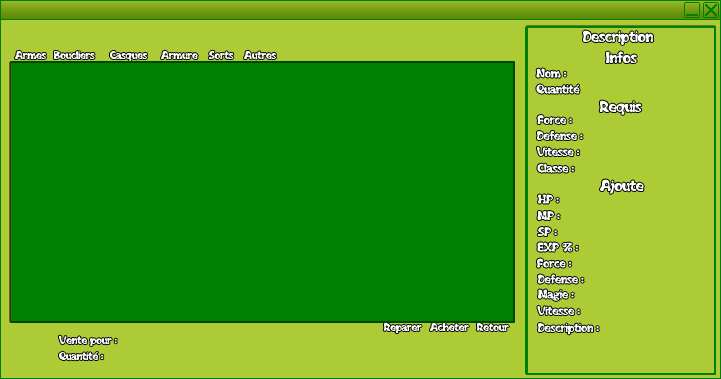 Armes Boucliers Casques Armure Sorts Autres
Réparer Acheter Retour
Vente pour :
Quantité :
Description
Infos
Nom :
Quantité
Requis
Force :
Defense :
Vitesse :
Classe :
Ajoute
HP :
MP :
SP :
EXP % :
Force :
Defense :
Magie :
Vitesse :
Description :